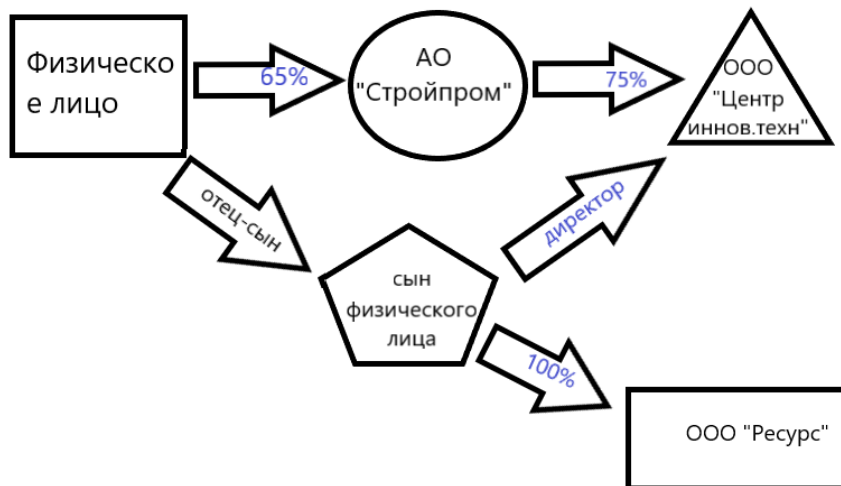 Физическо
е лицо
65%
АО
"Стройпром"
75%
ООО
"Центр
иннов.техн"
отец-сын
директор
сын
физического
лица
100%
ООО "Ресурс"